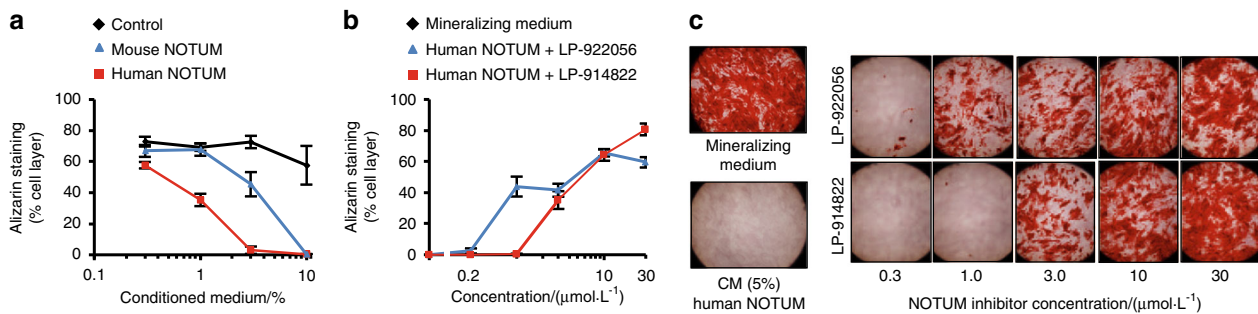 a
Control
Mouse NOTUM
Human NOTUM
Alizarin staining
(% cell layer)
100
80
60
40
20
0
0.1
1
10
Conditioned medium/%
b
Mineralizing medium
Human NOTUM + LP-922056
Human NOTUM + LP-914822
Alizarin staining
(% cell layer)
100
80
60
40
20
0
0.2
10
30
Concentration/(μmol·L⁻¹)
c
Mineralizing
medium
CM (5%)
human NOTUM
LP-922056
LP-914822
0.3 1.0 3.0 10 30
NOTUM inhibitor concentration/(μmol·L⁻¹)